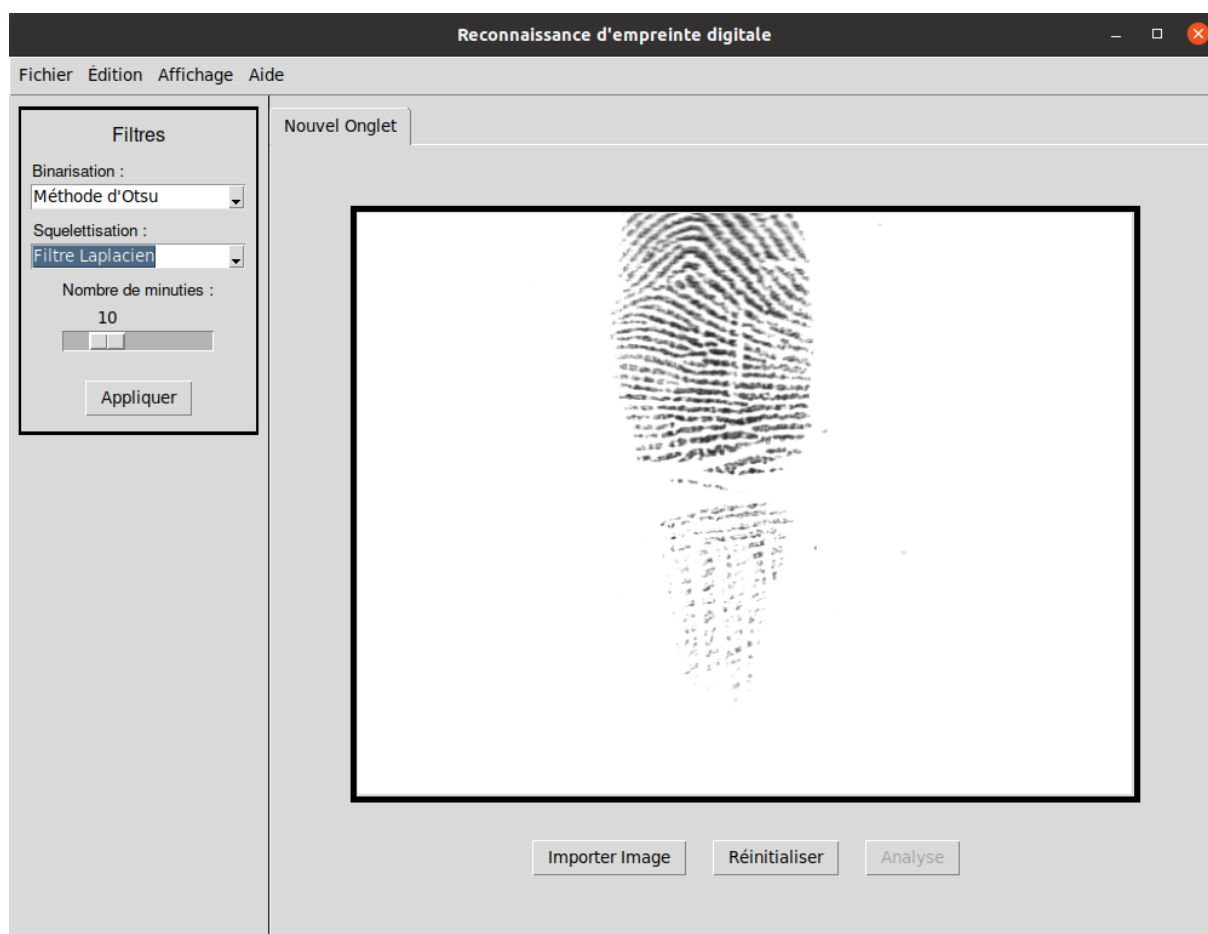 Reconnaissance d'empreinte digitale
Fichier Édition Affichage Aide
Filtres
Binarisation :
Méthode d'Otsu
Squelettisation :
Filtre Laplacien
Nombre de minuties :
10
Appliquer
Nouvel Onglet
Importer Image Réinitialiser Analyse